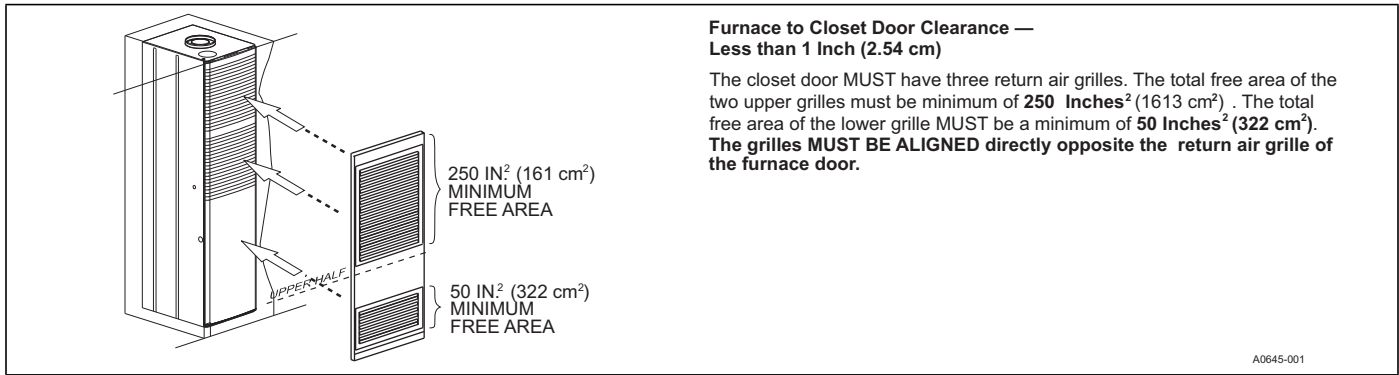 Furnace to Closet Door Clearance —
Less than 1 Inch (2.54 cm)
The closet door MUST have three return air grilles. The total free area of the
two upper grilles must be minimum of 250 Inches² (1613 cm²) . The total
free area of the lower grille MUST be a minimum of 50 Inches² (322 cm²).
The grilles MUST BE ALIGNED directly opposite the return air grille of
the furnace door.
250 IN.² (161 cm²)
MINIMUM
FREE AREA
UPPER HALF
50 IN.² (322 cm²)
MINIMUM
FREE AREA
A0645-001